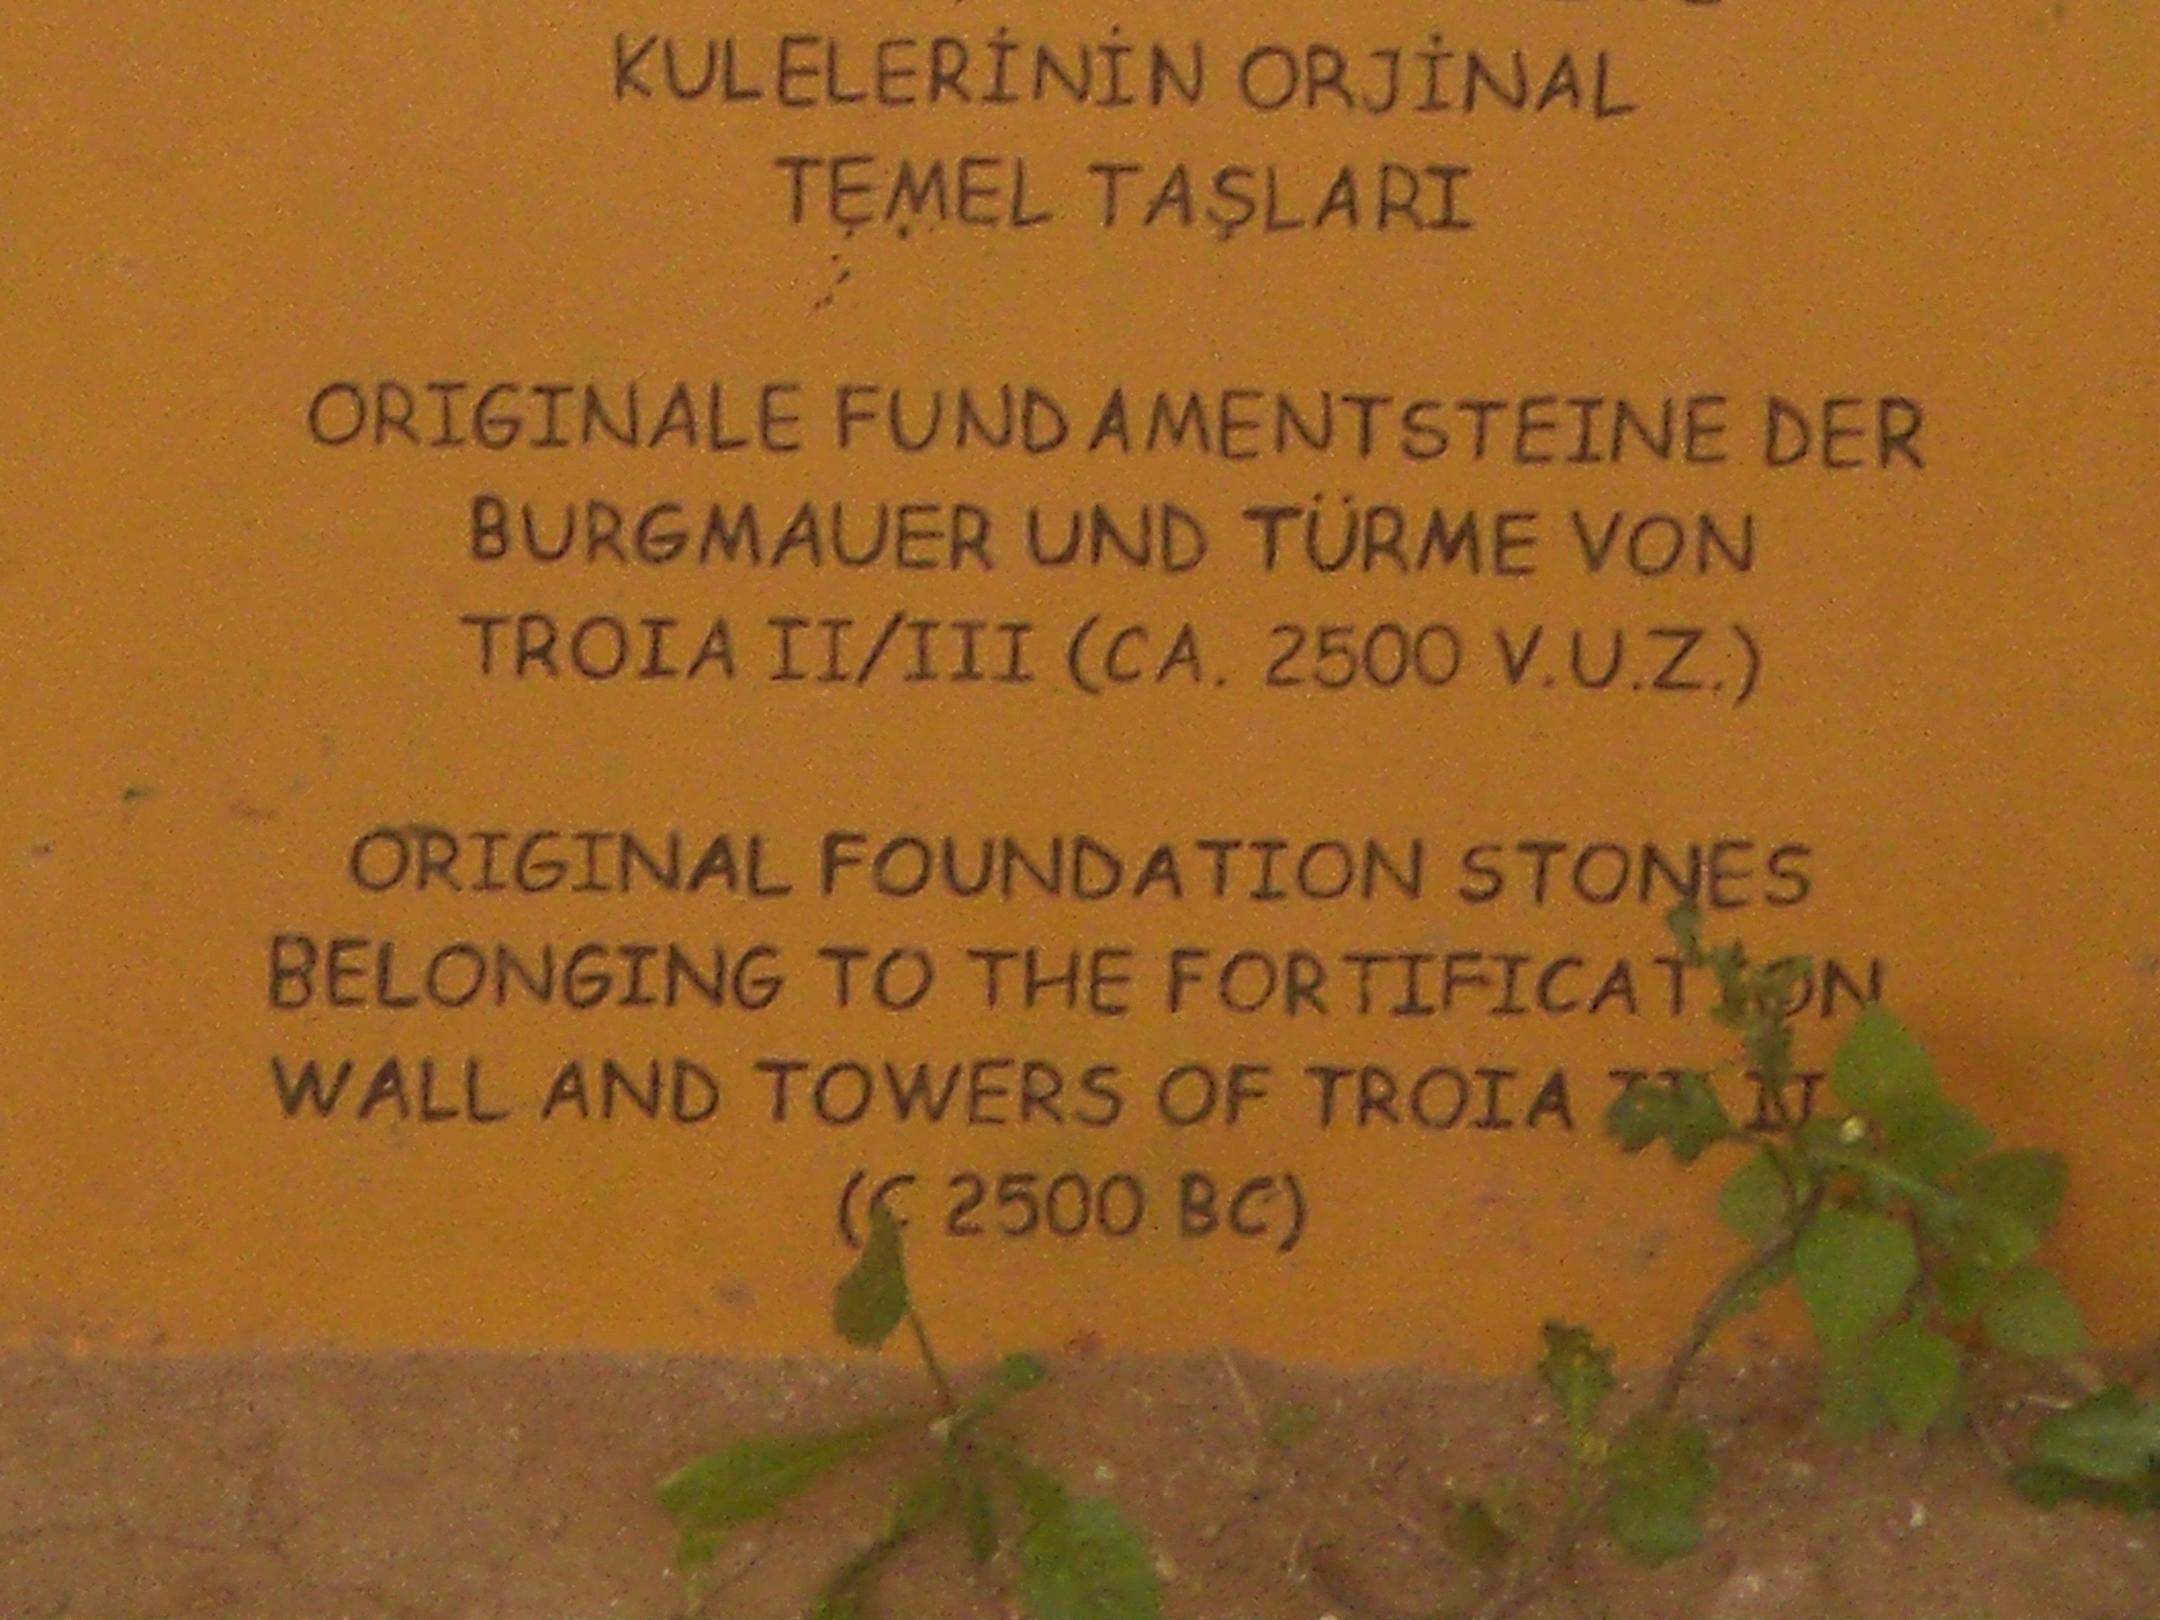 KULELERİNİN ORJİNAL
TEMEL TAŞLARI
ORIGINALE FUNDAMENTSTEINE DER
BURGMAUER UND TÜRME VON
TROIA II/III (CA. 2500 V.U.Z.)
ORIGINAL FOUNDATION STONES
BELONGING TO THE FORTIFICATION
WALL AND TOWERS OF TROIA
(C 2500 BC)